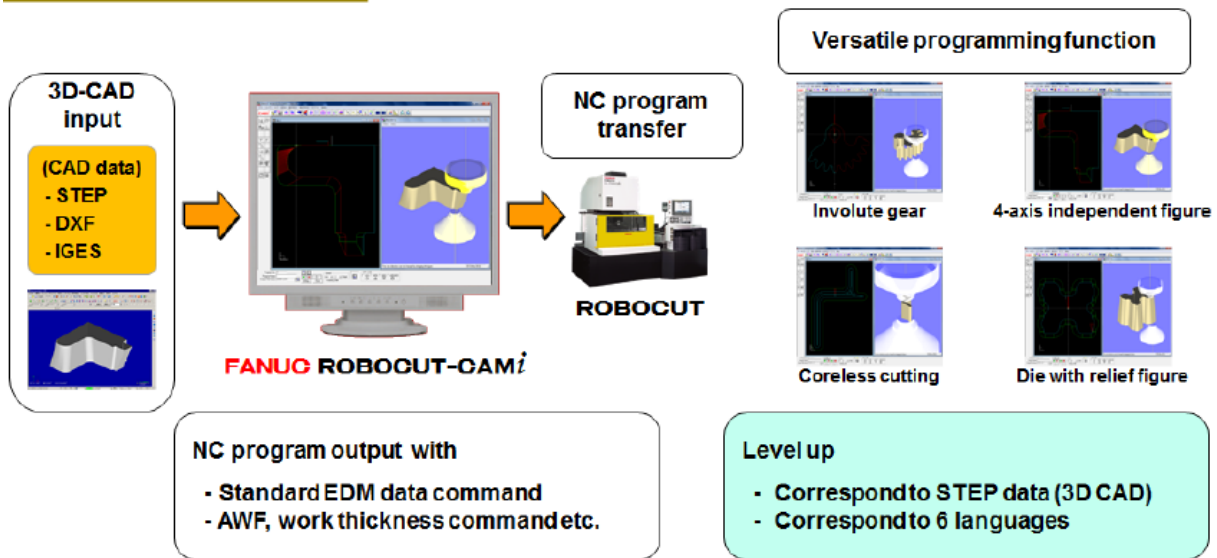 3D-CAD
input
(CAD data)
- STEP
- DXF
- IGES
FANUC ROBOCUT-CAMi
NC program
transfer
ROBOCUT
Versatile programming function
Involute gear
4-axis independent figure
Coreless cutting
Die with relief figure
NC program output with
- Standard EDM data command
- AWF, work thickness command etc.
Level up
- Correspond to STEP data (3D CAD)
- Correspond to 6 languages